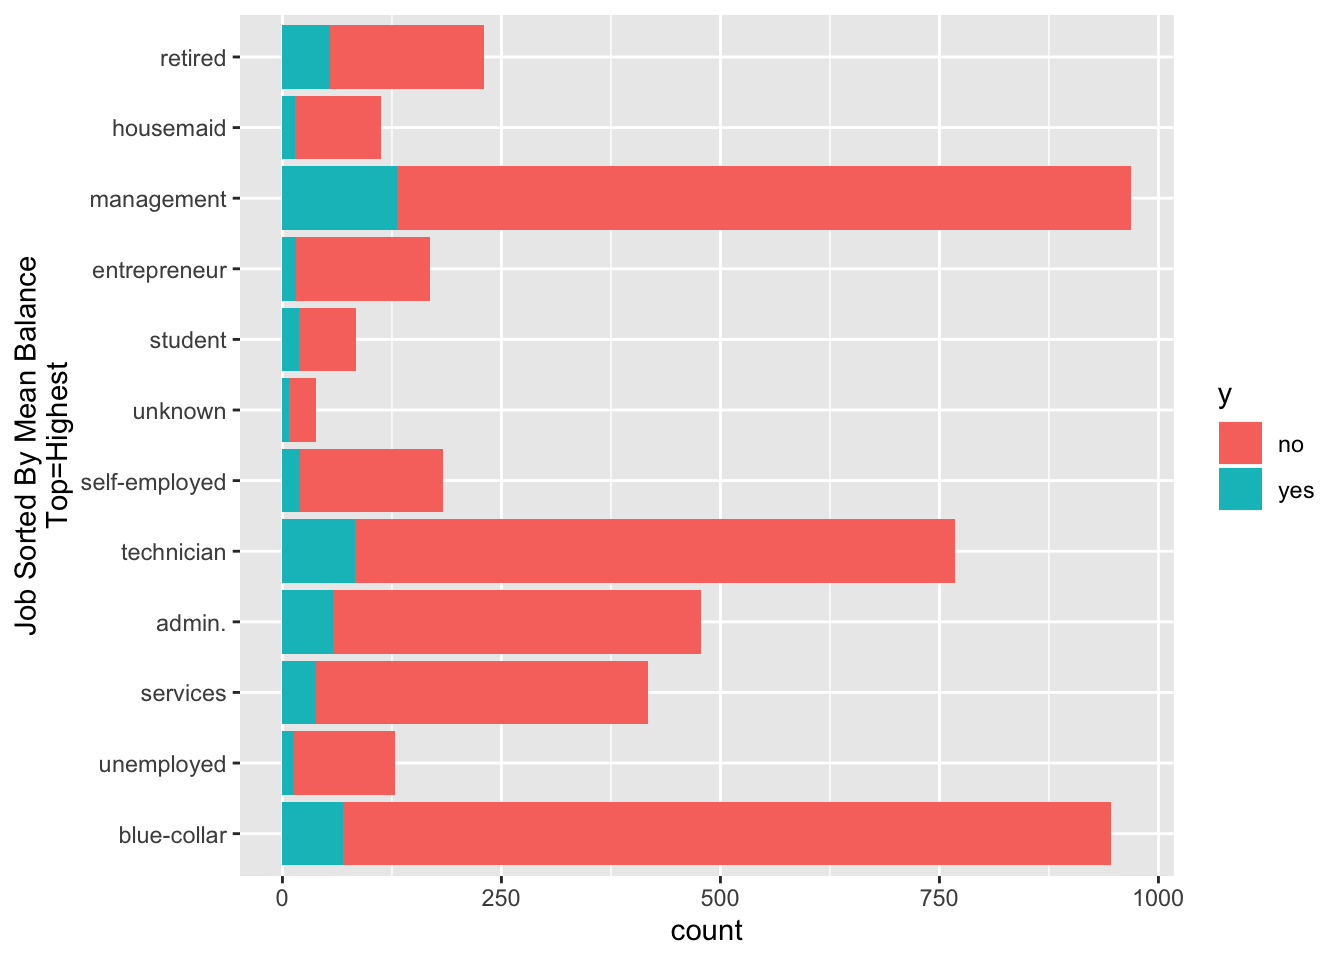 Job Sorted By Mean Balance
Top=Highest
retired
housemaid
management
entrepreneur
student
unknown
self-employed
technician
admin.
services
unemployed
blue-collar
0 250 500 750 1000
count
y
no
yes